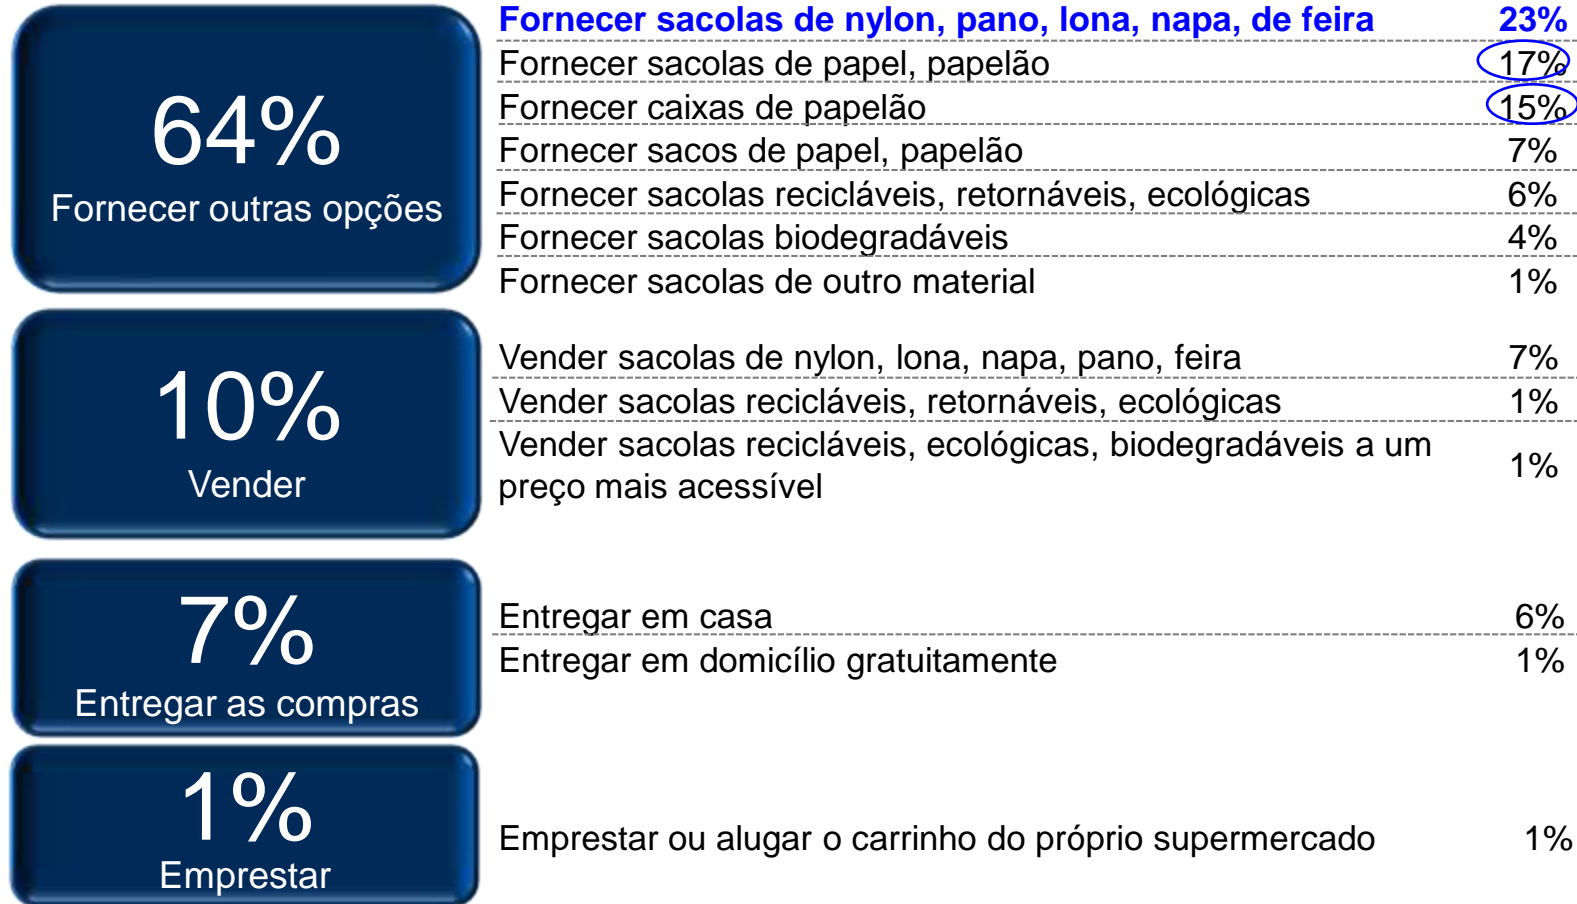 64%
Fornecer outras opções
Fornecer sacolas de nylon, pano, lona, napa, de feira 23%
Fornecer sacolas de papel, papelão 17%
Fornecer caixas de papelão 15%
Fornecer sacos de papel, papelão 7%
Fornecer sacolas recicláveis, retornáveis, ecológicas 6%
Fornecer sacolas biodegradáveis 4%
Fornecer sacolas de outro material 1%
10%
Vender
Vender sacolas de nylon, lona, napa, pano, feira 7%
Vender sacolas recicláveis, retornáveis, ecológicas 1%
Vender sacolas recicláveis, ecológicas, biodegradáveis a um
preço mais acessível 1%
7%
Entregar as compras
Entregar em casa 6%
Entregar em domicílio gratuitamente 1%
1%
Emprestar
Emprestar ou alugar o carrinho do próprio supermercado 1%